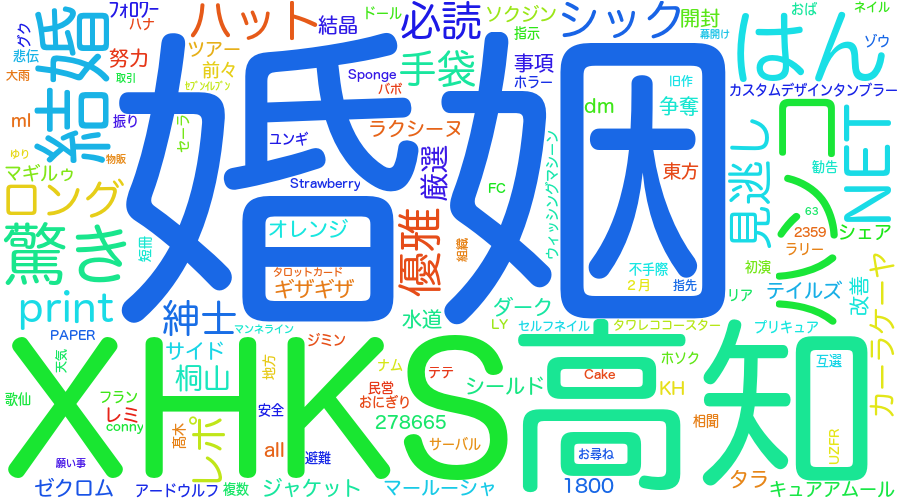 フォロワー
ハナ
グク
悲伝
大雨
努力
取引
ml
振り
結婚
ゆり
物販
マギルゥ
ロング
驚き
print
PAPER
ハット
結晶
ツアー
前々
セブンイレブン
セーラ
ドール
Sponge
バボ
必読
手袋
ソクジン
指示
事項
ホラー
シック
開封
幕開け
おば
ネイル
ゾウ
はん
旧作
カスタムデザインタンブラー
dm
争奪
ユンギ
ラクシーヌ
Strawberry
厳選
FC
ウィッシングマシーン
東方
見逃し
勧告
コン
NET
63
2359
ラリー
シェア
婚姻
オレンジ
タロットカード
ギザギザ
短冊
優雅
組織
不手際
2月
指先
初演
リア
テイルズ
改善
カーラケーヤ
紳士
マンネライン
水道
ダーク
LY
セルフネイル
タワレココースター
プリキュア
XHKS
高知
天気
歌仙
フラン
レミ
conny
願い事
サイド
桐山
地方
ジミン
ナム
テテ
民営
おにぎり
シールド
Cake
ホソク
KH
互選
安全
278665
相聞
髙木
レポ
all
避難
サーバル
お尋ね
UZFR
ゼクロム
アードウルフ
複数
ジャケット
マールーシャ
1800
タラ
キュアアムール